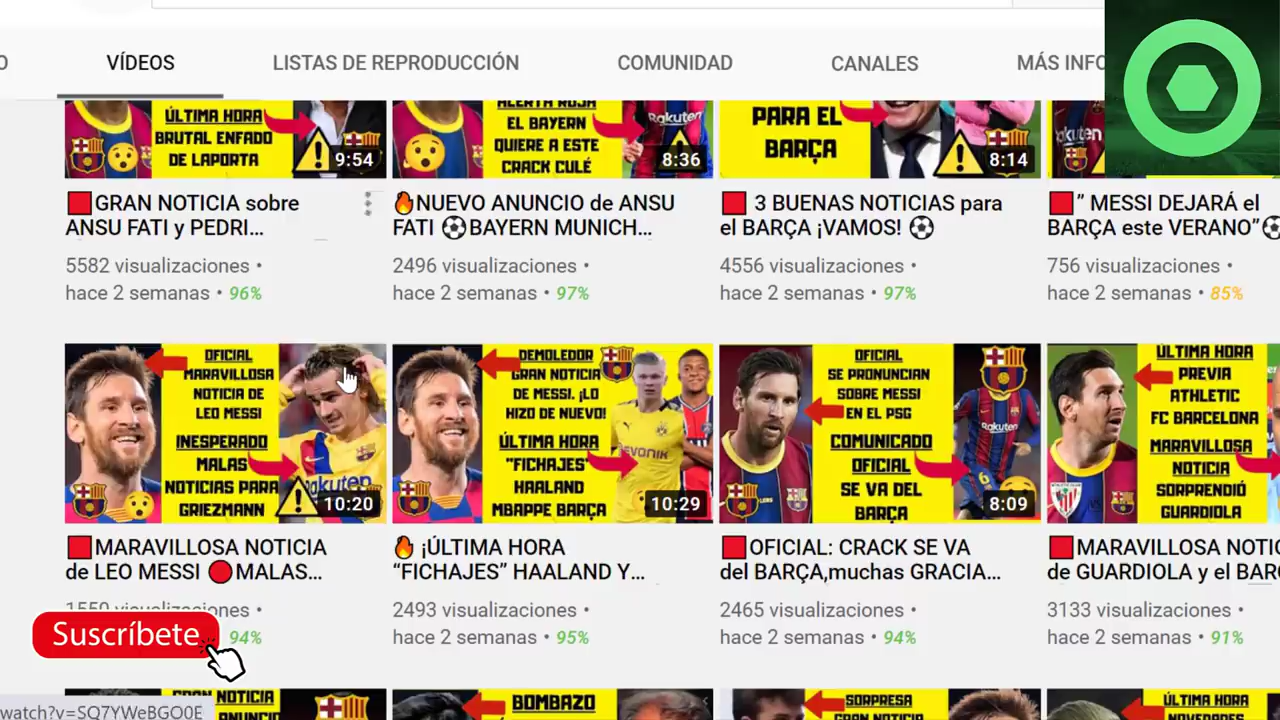 VÍDEOS
LISTAS DE REPRODUCCIÓN
COMUNIDAD
CANALES
MÁS INFO
ÚLTIMA HORA
BRUTAL ENFADO
DE LAPORTA
9:54
ALERTA ROJA
EL BAYERN
QUIERE A ESTE
CRACK CULÉ
Rakuten
8:36
PARA EL
BARÇA
8:14
GRAN NOTICIA sobre
ANSU FATI y PEDRI...
5582 visualizaciones •
hace 2 semanas • 96%
NUEVO ANUNCIO de ANSU
FATI ⚽BAYERN MUNICH...
2496 visualizaciones •
hace 2 semanas • 97%
3 BUENAS NOTICIAS para
el BARÇA ¡VAMOS! ⚽
4556 visualizaciones •
hace 2 semanas • 97%
” MESSI DEJARÁ el
BARÇA este VERANO”⚽
756 visualizaciones •
hace 2 semanas • 85%
OFICIAL
MARAVILLOSA
NOTICIA DE
LEO MESSI
INESPERADO
MALAS
NOTICIAS PARA
GRIEZMANN
10:20
DEMOLEDOR
GRAN NOTICIA
DE MESSI. ¡LO
HIZO DE NUEVO!
ÚLTIMA HORA
"FICHAJES"
HAALAND
MBAPPE BARÇA
10:29
OFICIAL
SE PRONUNCIAN
SOBRE MESSI
EN EL PSG
COMUNICADO
OFICIAL
SE VA DEL
BARÇA
Rakuten
8:09
ÚLTIMA HORA
PREVIA
ATHLETIC
FC BARCELONA
MARAVILLOSA
NOTICIA
SORPRENDIÓ
GUARDIOLA
MARAVILLOSA NOTICIA
de LEO MESSI 🔴MALAS...
1550 visualizaciones •
94%
¡ÚLTIMA HORA
“FICHAJES” HAALAND Y...
2493 visualizaciones •
hace 2 semanas • 95%
OFICIAL: CRACK SE VA
del BARÇA,muchas GRACIA...
2465 visualizaciones •
hace 2 semanas • 94%
MARAVILLOSA NOTIC
de GUARDIOLA y el BAR
3133 visualizaciones •
hace 2 semanas • 91%
Suscríbete
GRAN NOTICIA
BOMBAZO
SORPRESA
GRAN NOTICIA
ÚLTIMA HORA
NOVEDADES
watch?v=SQ7YWeBGO0E